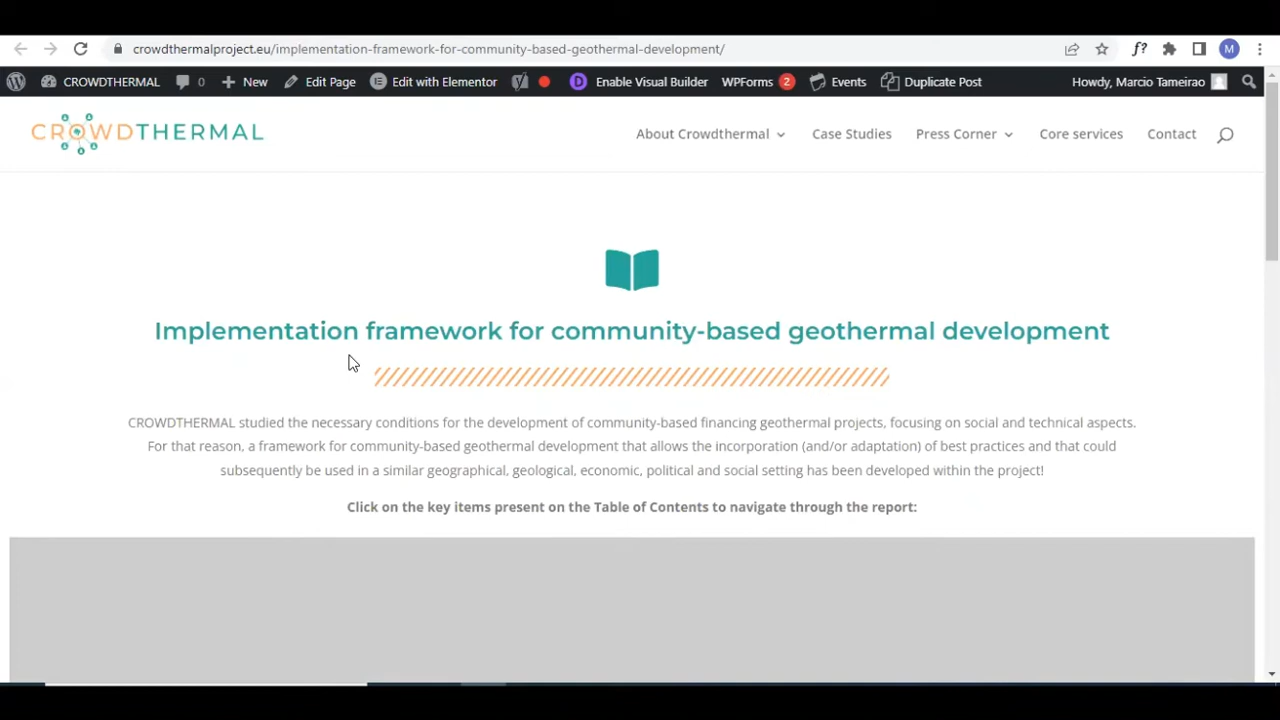 crowdthermalproject.eu/implementation-framework-for-community-based-geothermal-development/
f?
M
CROWDTHERMAL 0 New Edit Page Edit with Elementor D Enable Visual Builder WPForms 2 Events Duplicate Post Howdy, Marcio Tameirao
CROWDTHERMAL
About Crowdthermal Case Studies Press Corner Core services Contact
Implementation framework for community-based geothermal development
CROWDTHERMAL studied the necessary conditions for the development of community-based financing geothermal projects, focusing on social and technical aspects.
For that reason, a framework for community-based geothermal development that allows the incorporation (and/or adaptation) of best practices and that could
subsequently be used in a similar geographical, geological, economic, political and social setting has been developed within the project!
Click on the key items present on the Table of Contents to navigate through the report: